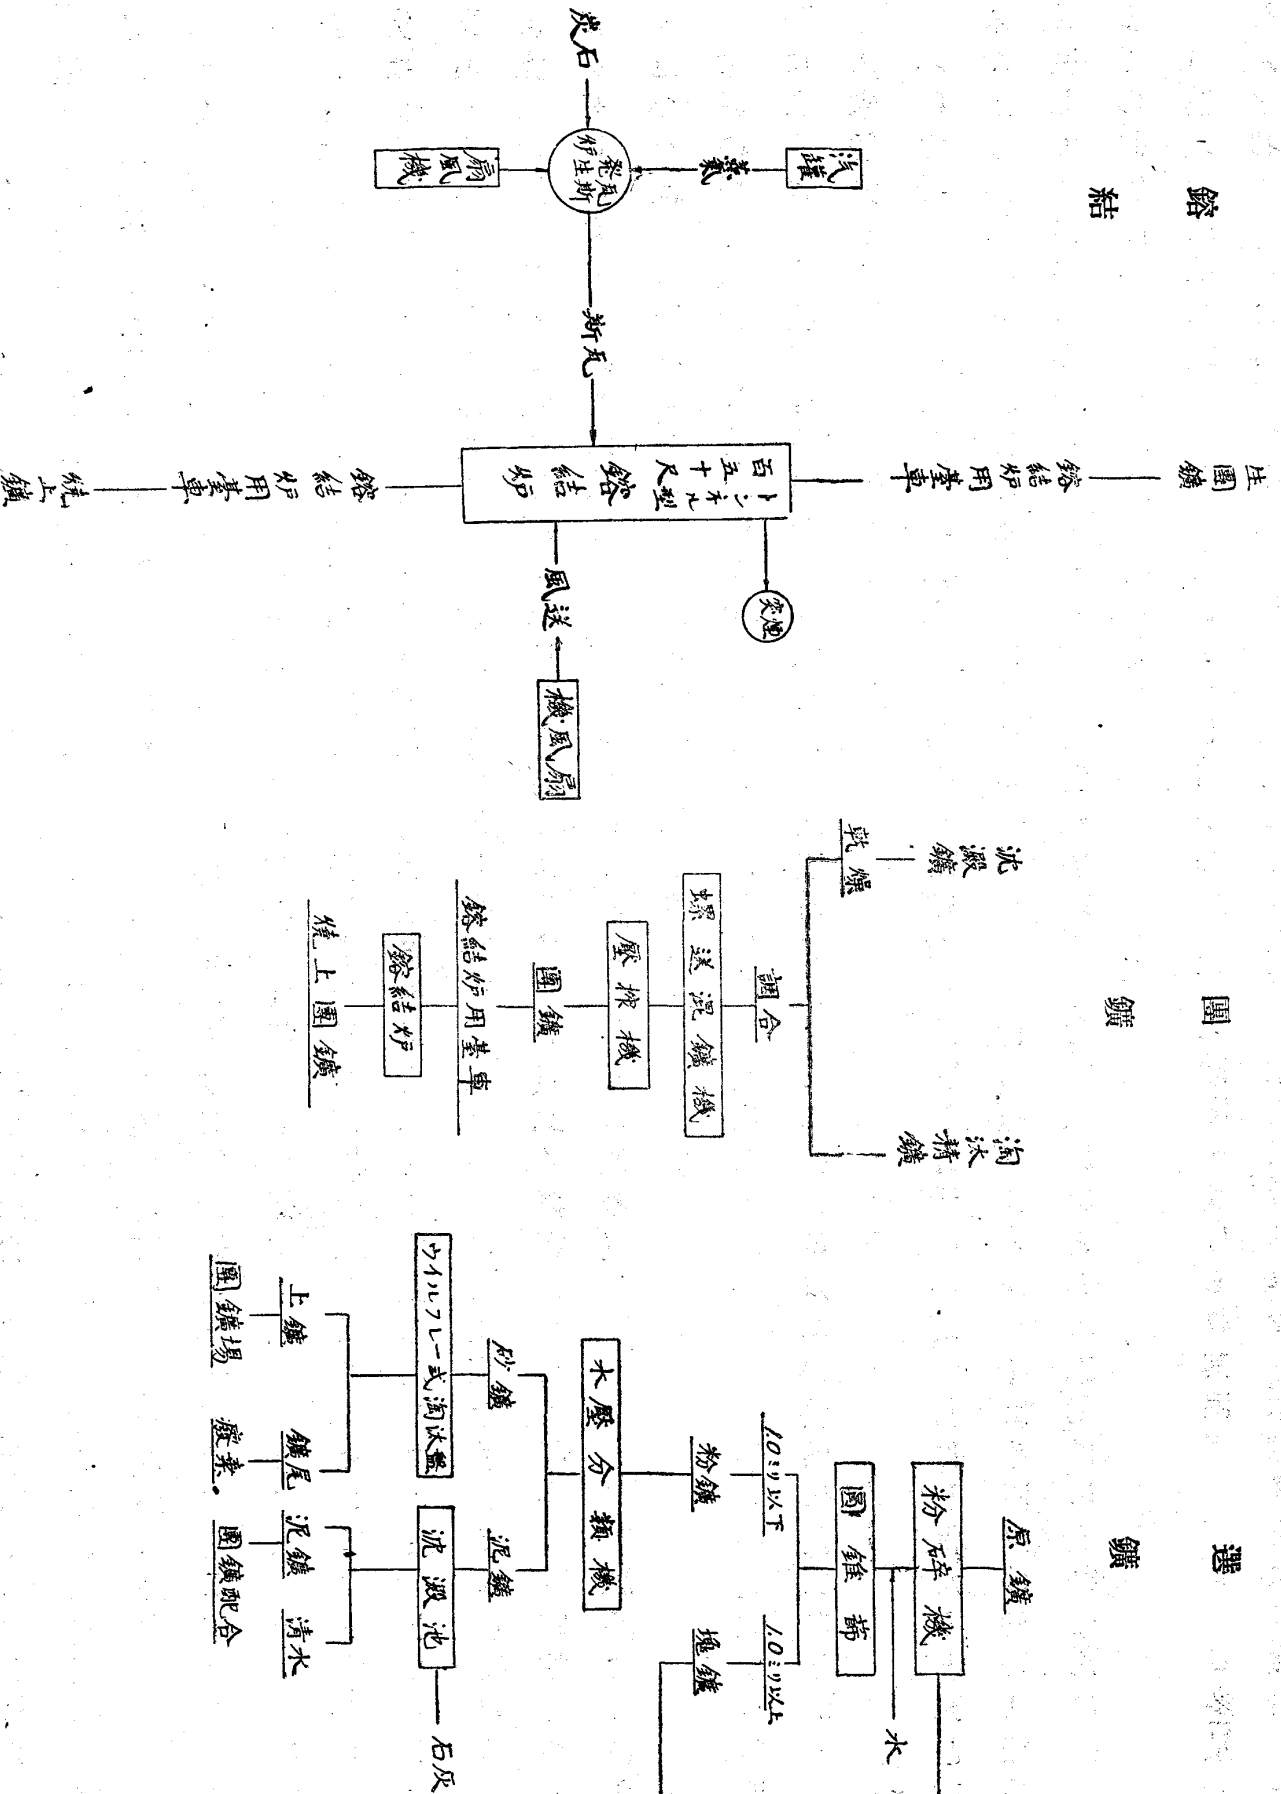 選鑛
原鑛
粉碎機
水
圓錐篩
1.0ミリ以下
1.0ミリ以上
粉鑛
塊鑛
水壓分類機
砂鑛
泥鑛
ウイルフレー式淘汰盤
沈澱池
石灰
上鑛
鑛尾
泥鑛
清水
團鑛場
廢棄
團鑛配合
團鑛
沈澱鑛
淘汰精鑛
乾燥
調合
螺送混鑛機
壓搾機
團鑛
鎔結炉用臺車
鎔結炉
燒上團鑛
鎔結
生團鑛
鎔結炉用臺車
汽罐
蒸氣
石炭
瓦斯発生炉
扇風機
瓦斯
百五十尺トンネル型鎔結炉
煙突
送風
扇風機
鎔結炉用臺車
燒上鑛